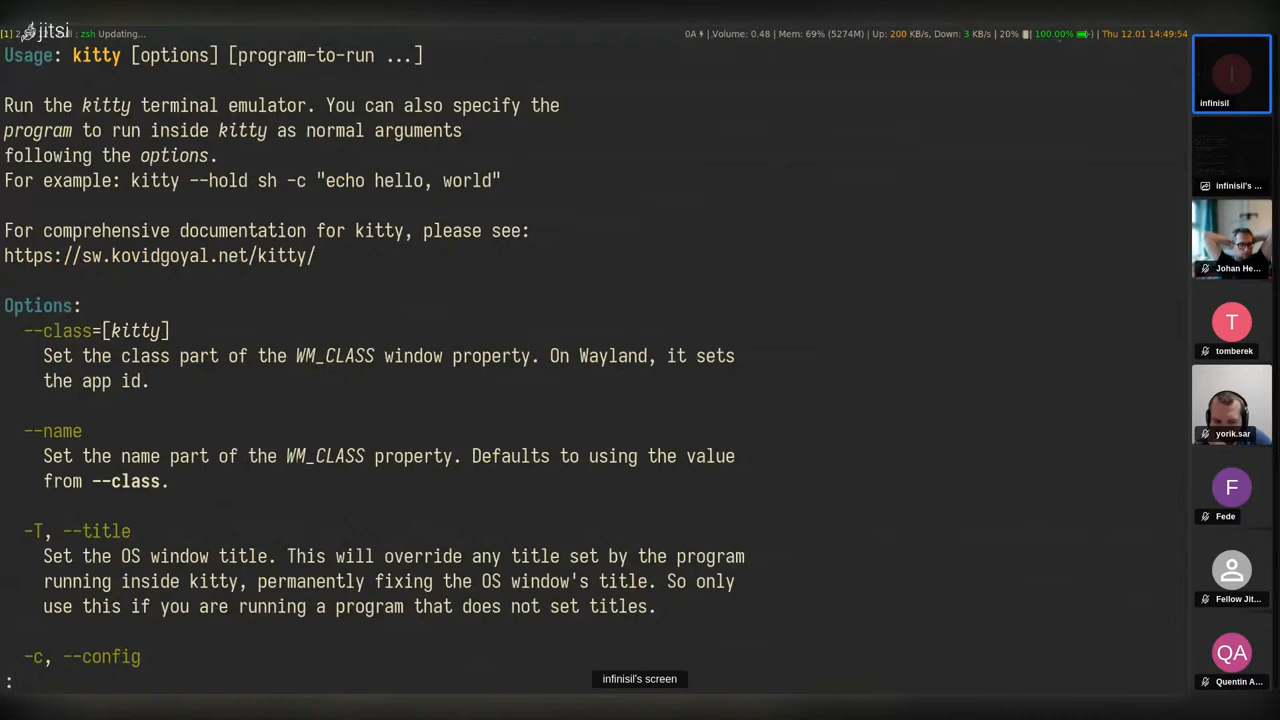 jitsi
[1] 2 zsh Updating...
0A | Volume: 0.48 | Mem: 69% (5274M) | Up: 200 KB/s, Down: 3 KB/s | 20% | 100.00% | Thu 12.01 14:49:54
Usage: kitty [options] [program-to-run ...]
Run the kitty terminal emulator. You can also specify the
program to run inside kitty as normal arguments
following the options.
For example: kitty --hold sh -c "echo hello, world"
For comprehensive documentation for kitty, please see:
https://sw.kovidgoyal.net/kitty/
Options:
--class=[kitty]
Set the class part of the WM_CLASS window property. On Wayland, it sets
the app id.
--name
Set the name part of the WM_CLASS property. Defaults to using the value
from --class.
-T, --title
Set the OS window title. This will override any title set by the program
running inside kitty, permanently fixing the OS window's title. So only
use this if you are running a program that does not set titles.
-c, --config
:
infinisil's screen
I
infinisil
infinisil's ...
Johan He...
T
tomberek
yorik.sar
F
Fede
Fellow Jit...
QA
Quentin A...